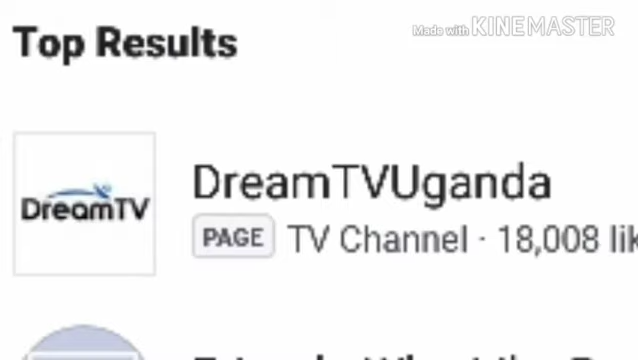 Made with KINEMASTER
Top Results
DreamTV
DreamTVUganda
PAGE TV Channel · 18,008 lik